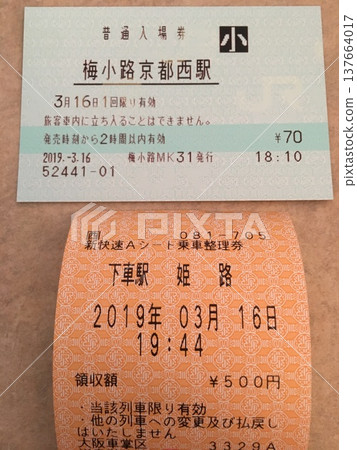 普通入場券
小
梅小路京都西駅
3月16日1回限り有効
旅客車内に立ち入ることはできません。
発売時刻から2時間以内有効 ¥70
2019.-3.16 梅小路MK31発行 18:10
52441-01
081-705
新快速Aシート乗車整理券
下車駅 姫路
2019年 03月 16日
19:44
領収額 ¥500円
・当該列車限り有効
・他の列車への変更及び払戻し
はいたしません
大阪車掌区 3329A
PIXTA
137664017